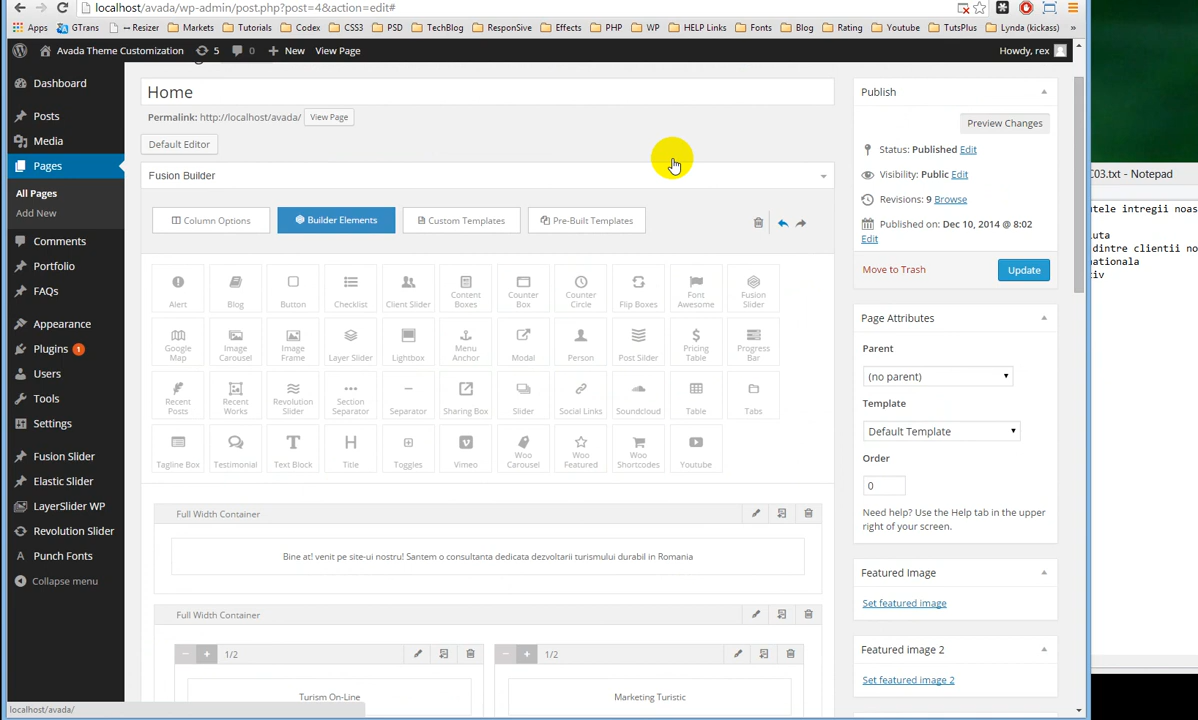 localhost/avada/wp-admin/post.php?post=4&action=edit#
Apps GTrans ↔ Resizer Markets Tutorials Codex CSS3 PSD TechBlog ResponSive Effects PHP WP HELP Links Fonts Blog Rating Youtube TutsPlus Lynda (kickass) »
Avada Theme Customization 5 0 + New View Page Howdy, rex
Dashboard
Posts
Media
Pages
All Pages
Add New
Comments
Portfolio
FAQs
Appearance
Plugins 1
Users
Tools
Settings
Fusion Slider
Elastic Slider
LayerSlider WP
Revolution Slider
Punch Fonts
Collapse menu
Home
Permalink: http://localhost/avada/ View Page
Default Editor
Fusion Builder
Column Options Builder Elements Custom Templates Pre-Built Templates
Alert Blog Button Checklist Client Slider Content Boxes Counter Box Counter Circle Flip Boxes Font Awesome Fusion Slider
Google Map Image Carousel Image Frame Layer Slider Lightbox Menu Anchor Modal Person Post Slider Pricing Table Progress Bar
Recent Posts Recent Works Revolution Slider Section Separator Separator Sharing Box Slider Social Links Soundcloud Table Tabs
Tagline Box Testimonial Text Block Title Toggles Vimeo Woo Carousel Woo Featured Woo Shortcodes Youtube
Full Width Container
Bine at! venit pe site-ui nostru! Santem o consultanta dedicata dezvoltarii turismului durabil in Romania
Full Width Container
− + 1/2
− + 1/2
Turism On-Line
Marketing Turistic
Publish
Preview Changes
Status: Published Edit
Visibility: Public Edit
Revisions: 9 Browse
Published on: Dec 10, 2014 @ 8:02
Edit
Move to Trash Update
Page Attributes
Parent
(no parent)
Template
Default Template
Order
0
Need help? Use the Help tab in the upper
right of your screen.
Featured Image
Set featured image
Featured image 2
Set featured image 2
C03.txt - Notepad
utele intregii noas
uta
dintre clientii no
nationala
iv
localhost/avada/